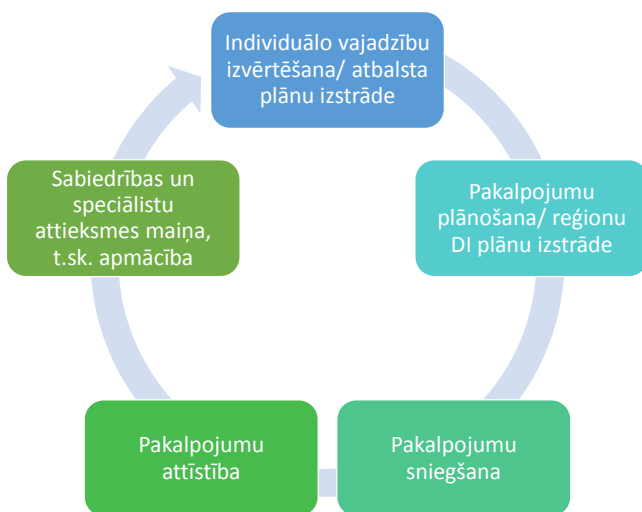 Individuālo vajadzību
izvērtēšana/ atbalsta
plānu izstrāde
Pakalpojumu
plānošana/ reģionu
DI plānu izstrāde
Pakalpojumu
sniegšana
Pakalpojumu
attīstība
Sabiedrības un
speciālistu
attieksmes maiņa,
t.sk. apmācība